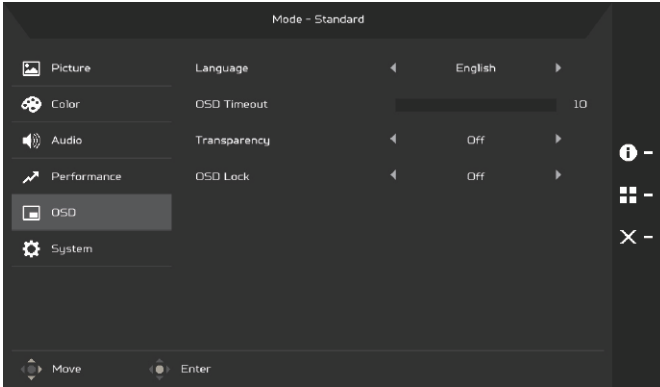 Mode - Standard
Picture
Language English
Color
OSD Timeout 10
Audio
Transparency Off
Performance
OSD Lock Off
OSD
System
Move Enter